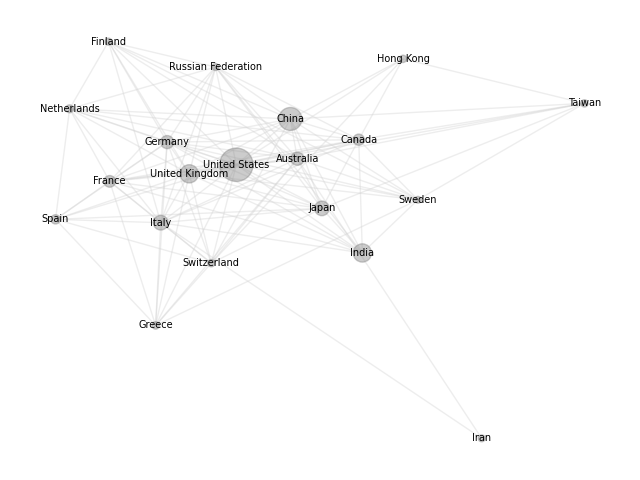 Finland
Russian Federation
Hong Kong
Netherlands
Taiwan
China
Germany
Canada
Australia
United States
United Kingdom
France
Sweden
Japan
Spain
Italy
India
Switzerland
Greece
Iran